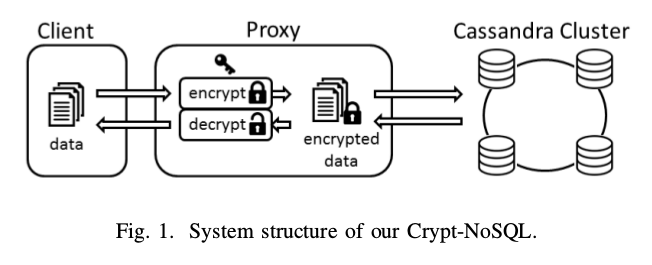 Client
Proxy
Cassandra Cluster
data
encrypt
decrypt
encrypted
data
Fig. 1. System structure of our Crypt-NoSQL.